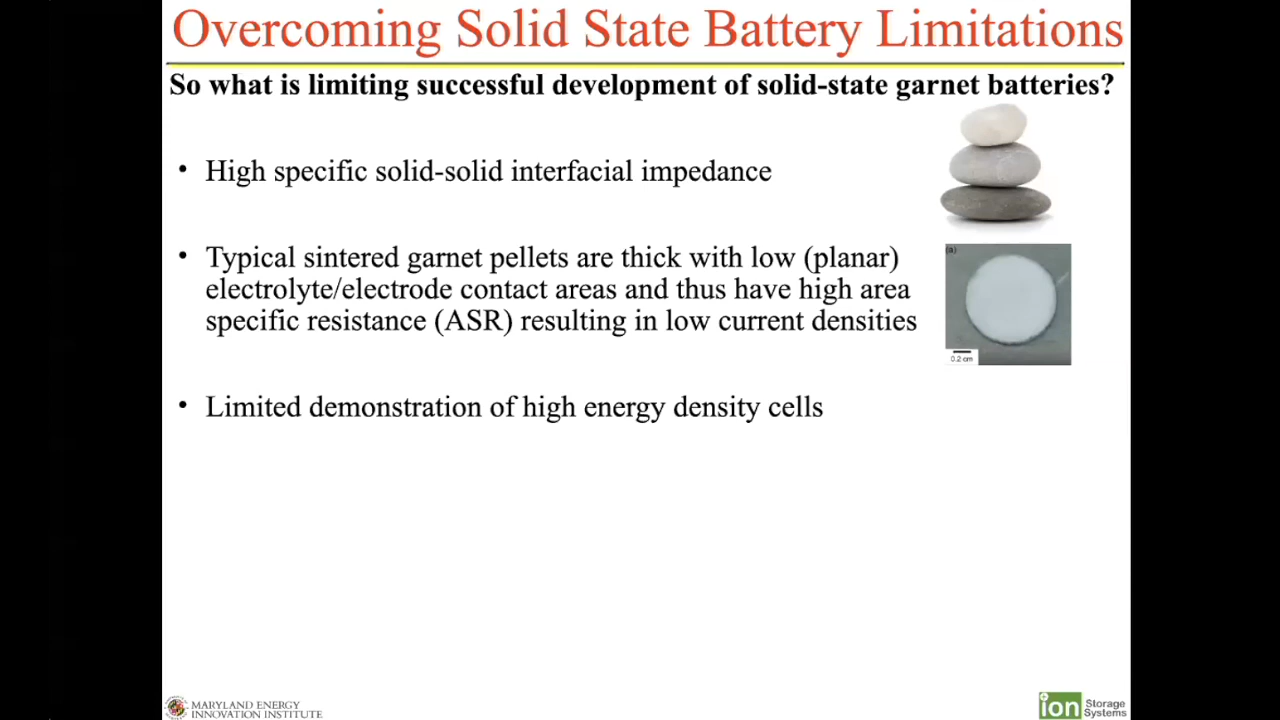 Overcoming Solid State Battery Limitations
So what is limiting successful development of solid-state garnet batteries?
• High specific solid-solid interfacial impedance
• Typical sintered garnet pellets are thick with low (planar)
electrolyte/electrode contact areas and thus have high area
specific resistance (ASR) resulting in low current densities
(a)
0.2 cm
• Limited demonstration of high energy density cells
MARYLAND ENERGY
INNOVATION INSTITUTE
ion Storage
Systems